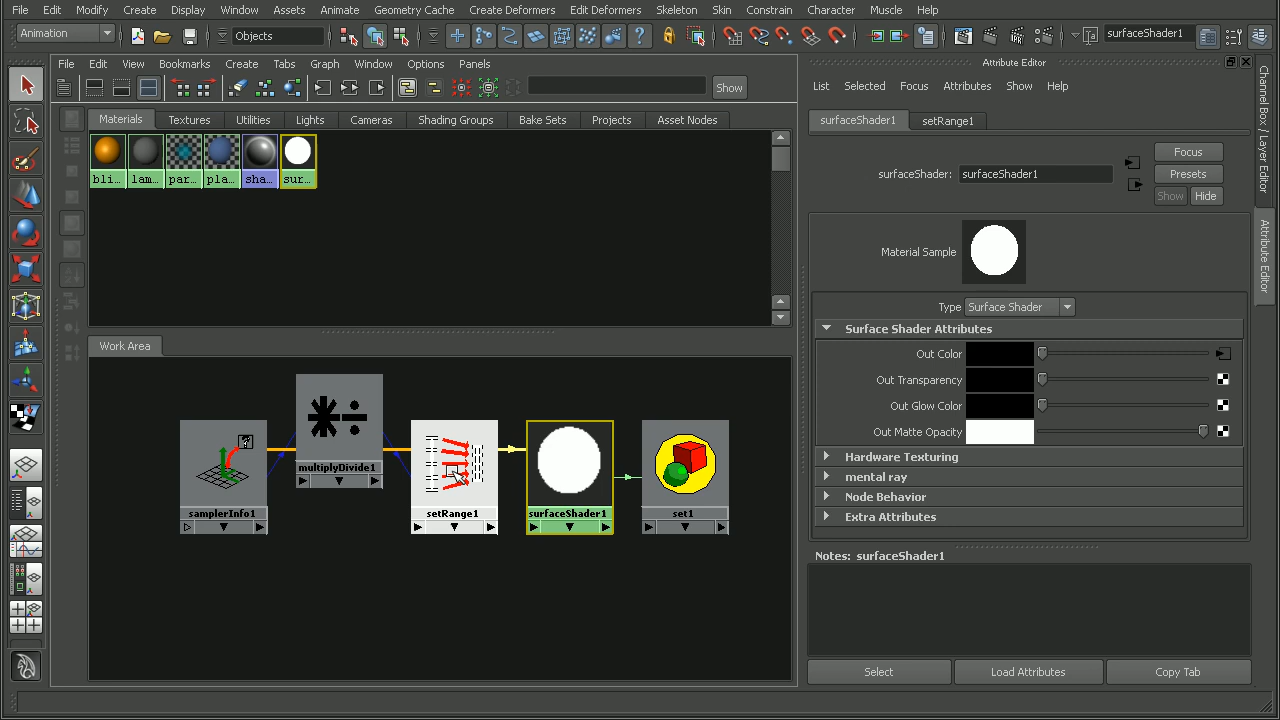 File Edit Modify Create Display Window Assets Animate Geometry Cache Create Deformers Edit Deformers Skeleton Skin Constrain Character Muscle Help
Animation
Objects
surfaceShader1
File Edit View Bookmarks Create Tabs Graph Window Options Panels
Show
Materials Textures Utilities Lights Cameras Shading Groups Bake Sets Projects Asset Nodes
bli... lam... par... pla... sha... sur...
Work Area
multiplyDivide1
samplerInfo1
setRange1
surfaceShader1
set1
Attribute Editor
List Selected Focus Attributes Show Help
surfaceShader1 setRange1
Focus
surfaceShader: surfaceShader1
Presets
Show Hide
Material Sample
Type Surface Shader
Surface Shader Attributes
Out Color
Out Transparency
Out Glow Color
Out Matte Opacity
Hardware Texturing
mental ray
Node Behavior
Extra Attributes
Notes: surfaceShader1
Select Load Attributes Copy Tab
Channel Box / Layer Editor
Attribute Editor